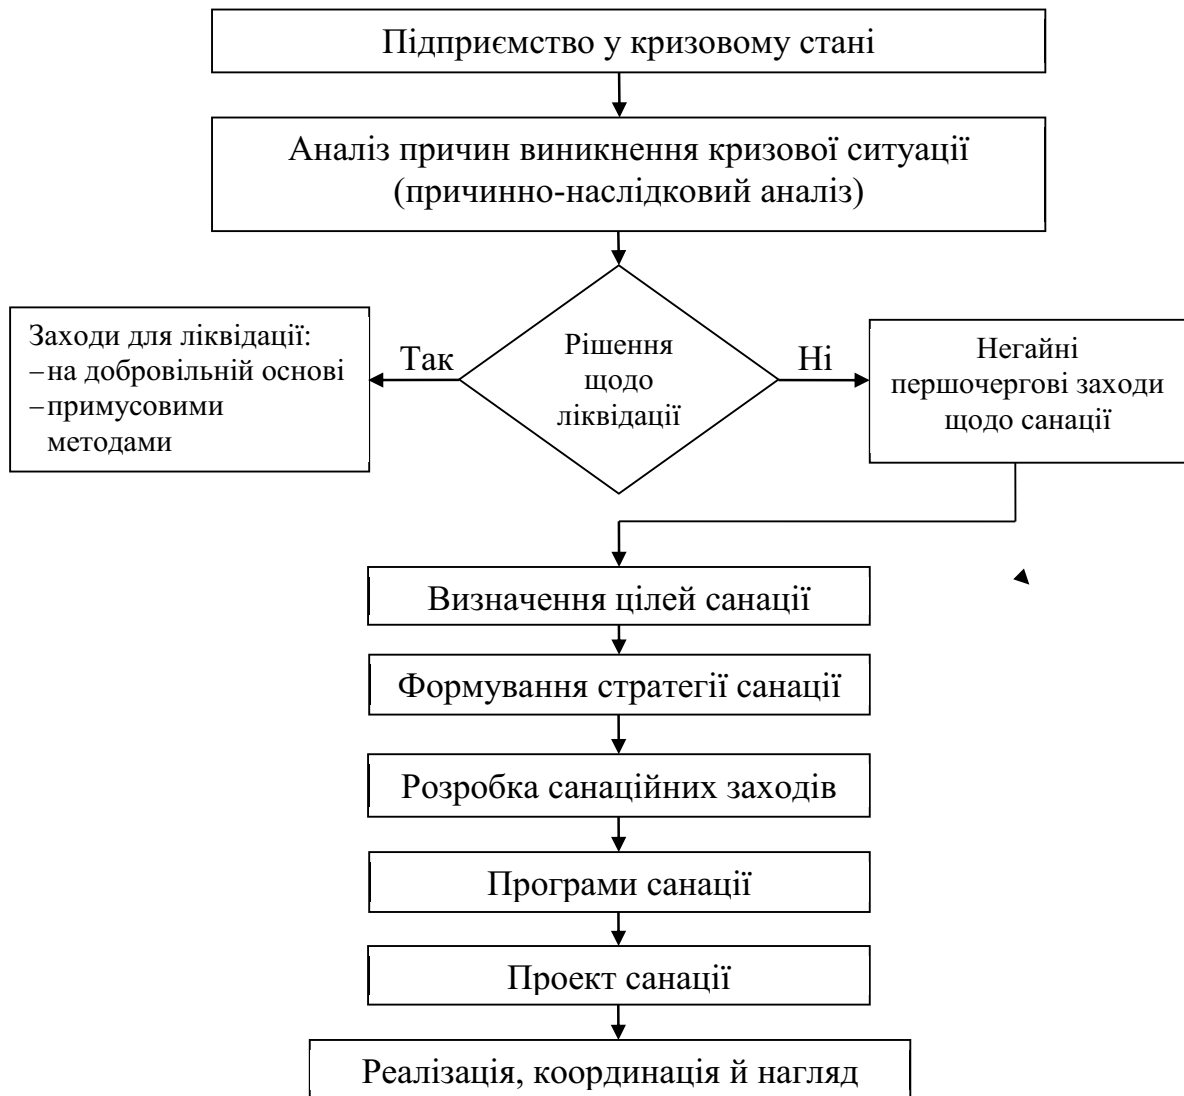 Підприємство у кризовому стані
Аналіз причин виникнення кризової ситуації
(причинно-наслідковий аналіз)
Заходи для ліквідації:
–на добровільній основі
–примусовими
методами
Так
Рішення
щодо
ліквідації
Ні
Негайні
першочергові заходи
щодо санації
Визначення цілей санації
Формування стратегії санації
Розробка санаційних заходів
Програми санації
Проект санації
Реалізація, координація й нагляд